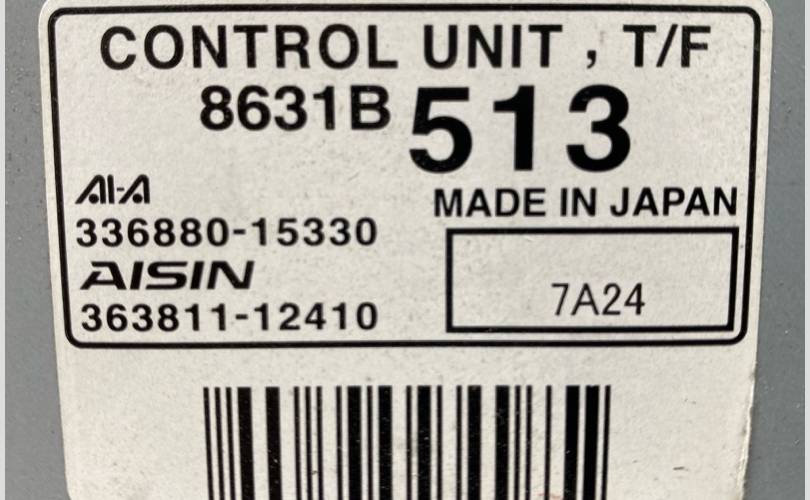 CONTROL UNIT , T/F
8631B 513
AI-A
MADE IN JAPAN
336880-15330
AISIN
7A24
363811-12410